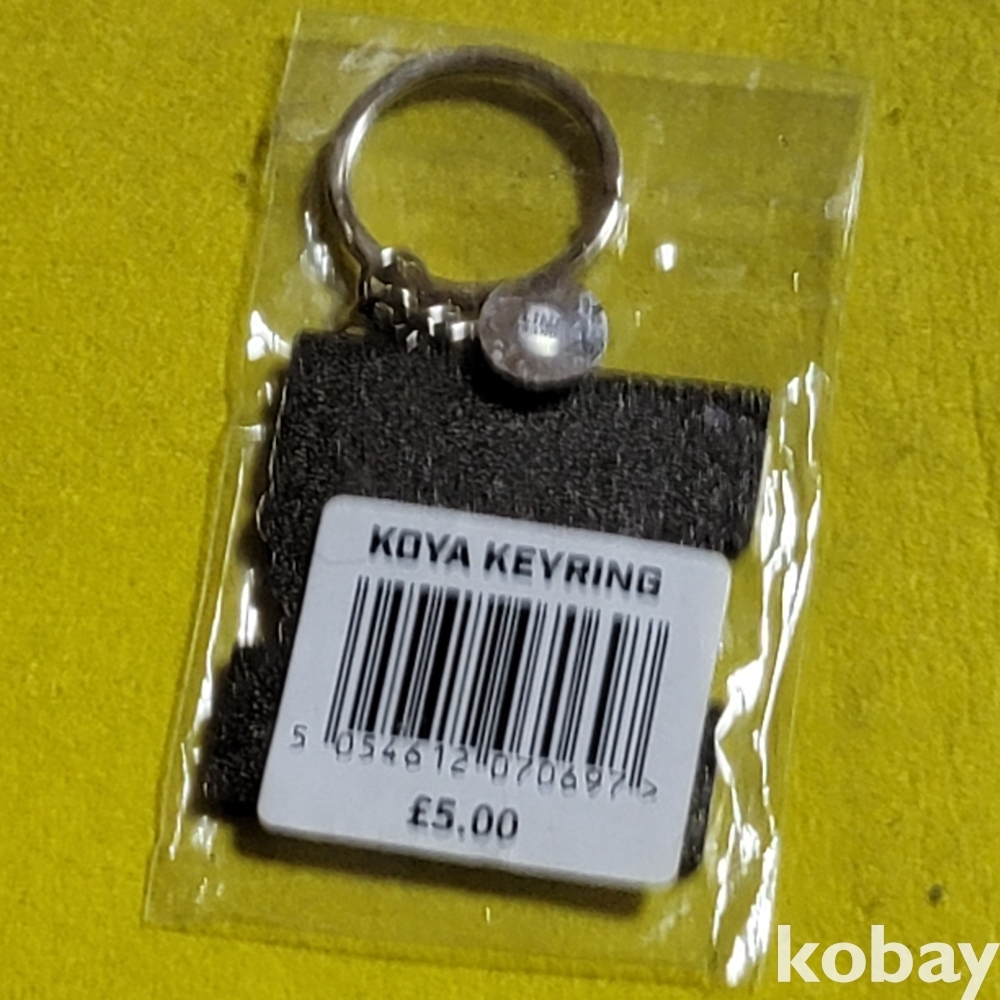 KOYA KEYRING
5 054612 070697 >
£5.00
kobay